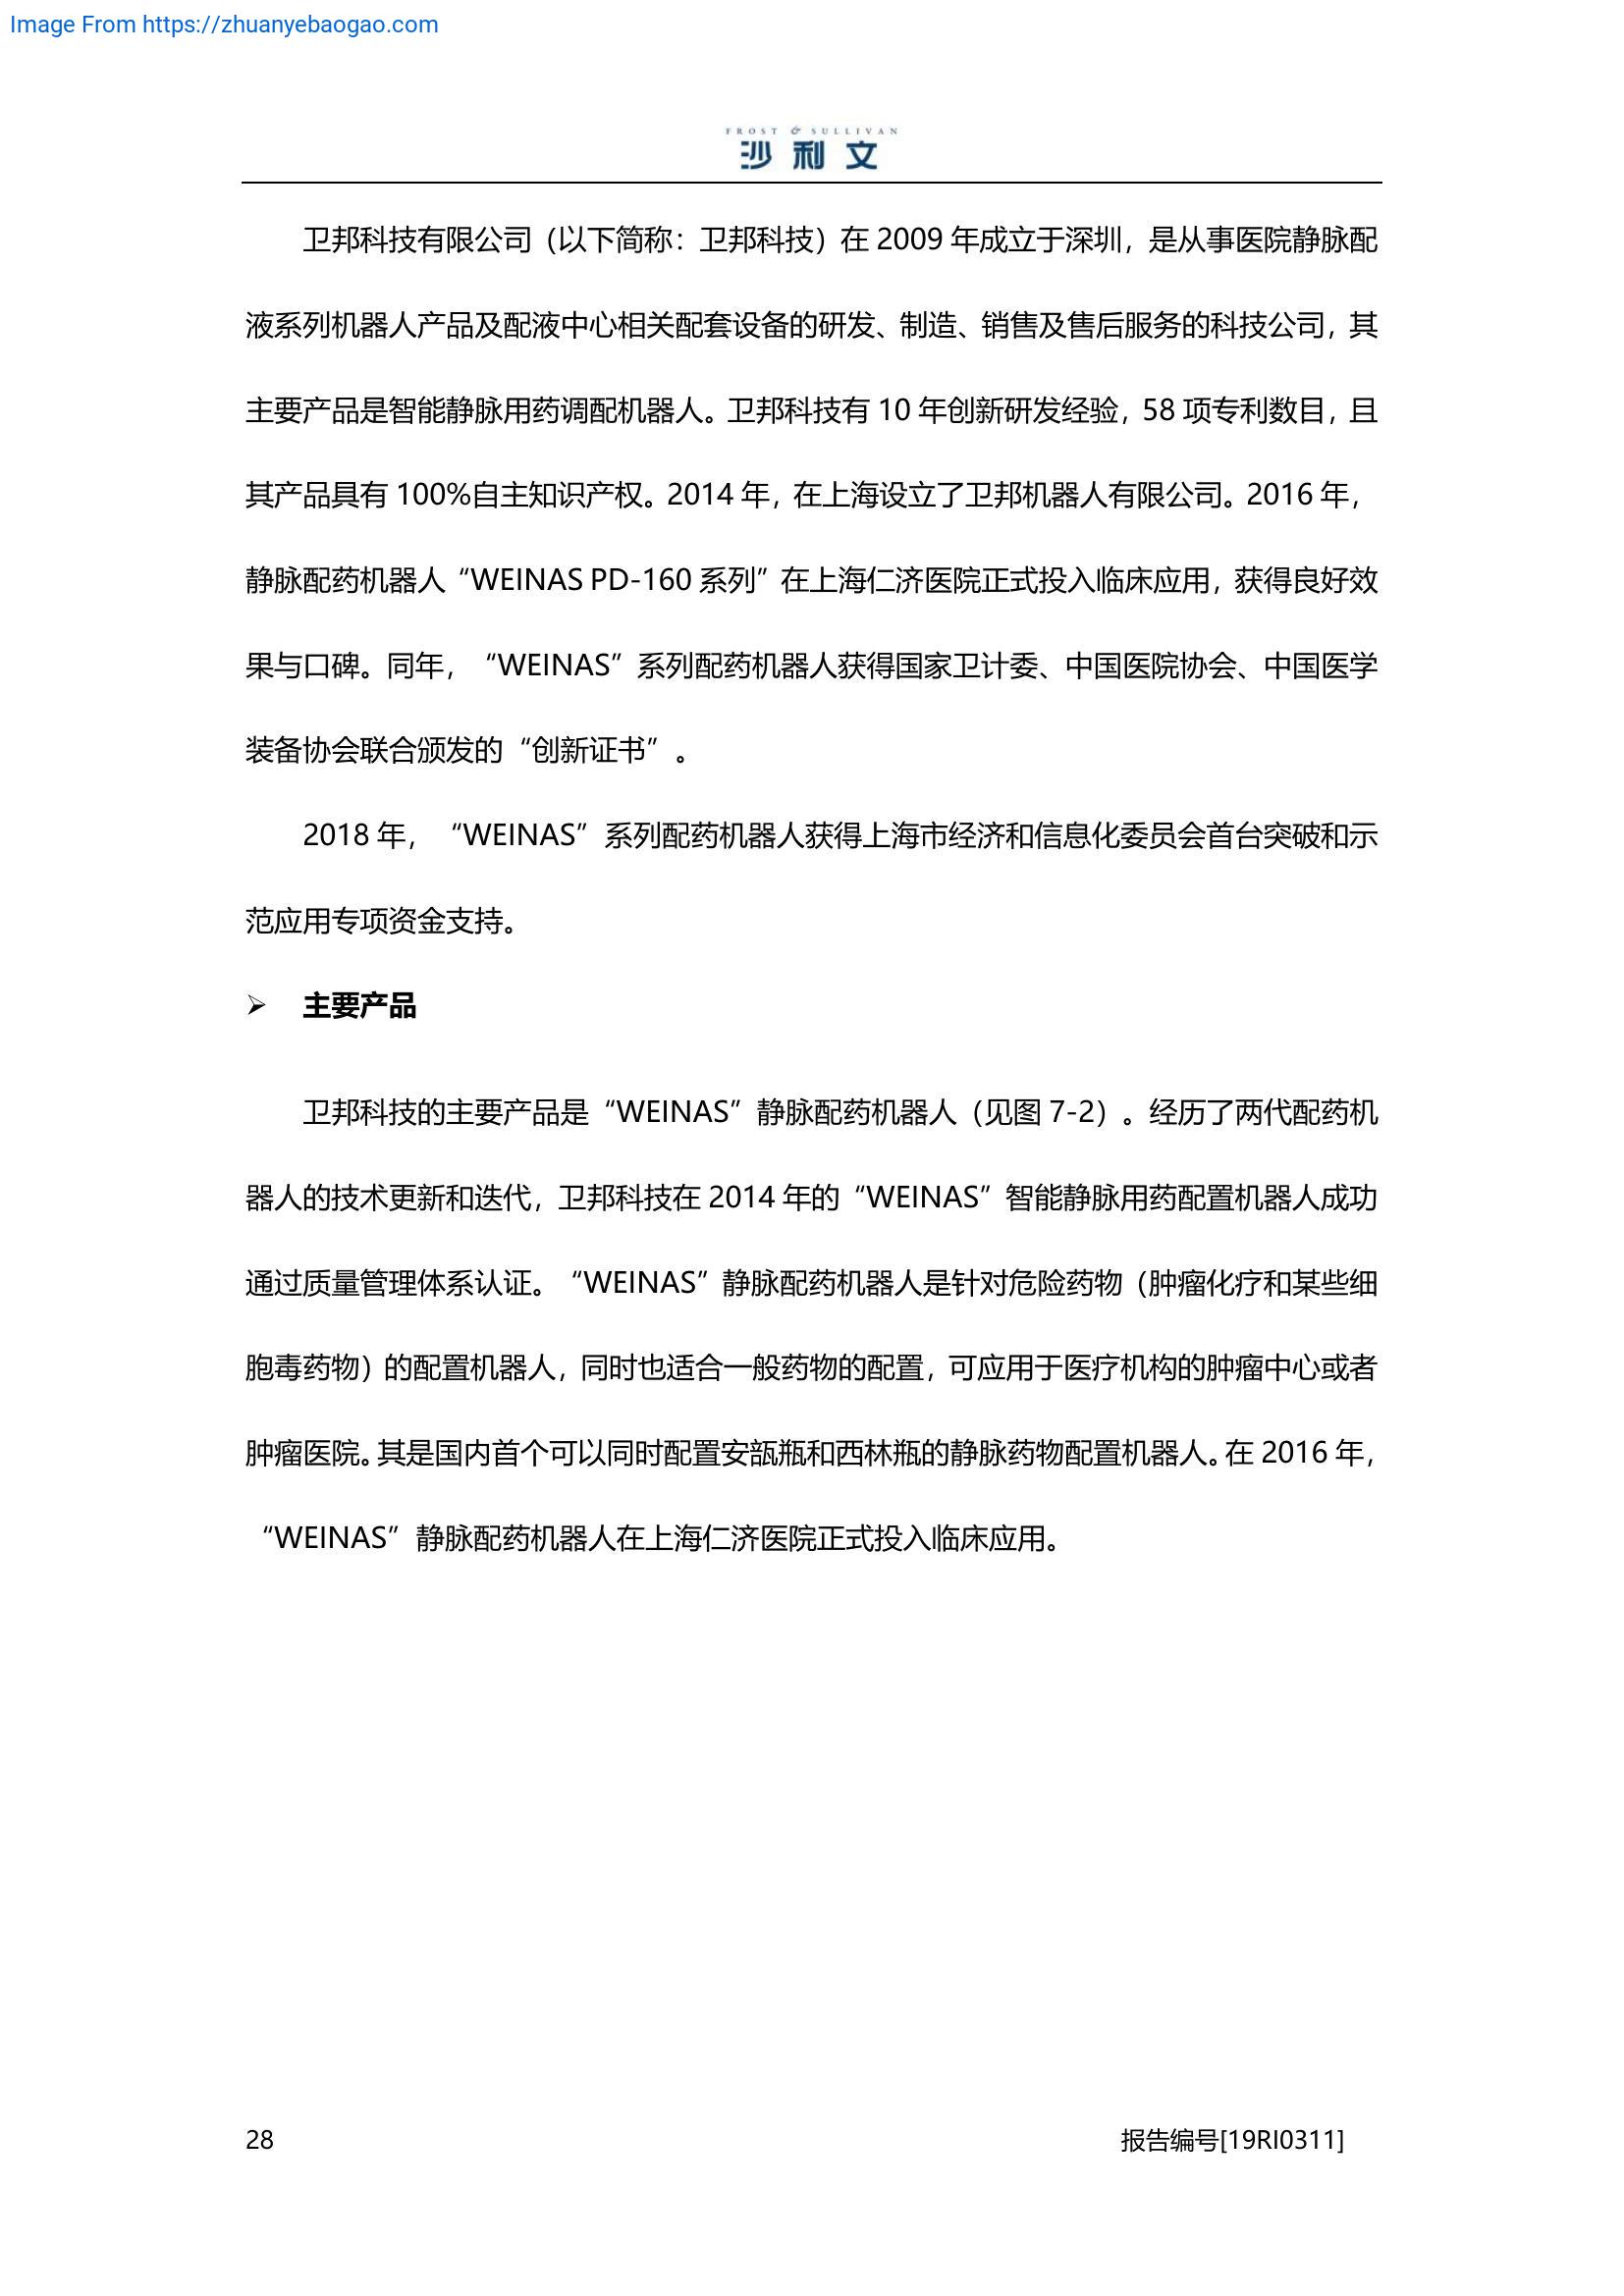 Image From https://zhuanyebaogao.com
FROST & SULLIVAN
沙利文
卫邦科技有限公司（以下简称：卫邦科技）在 2009 年成立于深圳，是从事医院静脉配
液系列机器人产品及配液中心相关配套设备的研发、制造、销售及售后服务的科技公司，其
主要产品是智能静脉用药调配机器人。卫邦科技有 10 年创新研发经验，58 项专利数目，且
其产品具有 100%自主知识产权。2014 年，在上海设立了卫邦机器人有限公司。2016 年，
静脉配药机器人“WEINAS PD-160 系列”在上海仁济医院正式投入临床应用，获得良好效
果与口碑。同年，“WEINAS”系列配药机器人获得国家卫计委、中国医院协会、中国医学
装备协会联合颁发的“创新证书”。
2018 年，“WEINAS”系列配药机器人获得上海市经济和信息化委员会首台突破和示
范应用专项资金支持。
➢ 主要产品
卫邦科技的主要产品是“WEINAS”静脉配药机器人（见图 7-2）。经历了两代配药机
器人的技术更新和迭代，卫邦科技在 2014 年的“WEINAS”智能静脉用药配置机器人成功
通过质量管理体系认证。“WEINAS”静脉配药机器人是针对危险药物（肿瘤化疗和某些细
胞毒药物）的配置机器人，同时也适合一般药物的配置，可应用于医疗机构的肿瘤中心或者
肿瘤医院。其是国内首个可以同时配置安瓿瓶和西林瓶的静脉药物配置机器人。在 2016 年，
“WEINAS”静脉配药机器人在上海仁济医院正式投入临床应用。
28
报告编号[19RI0311]